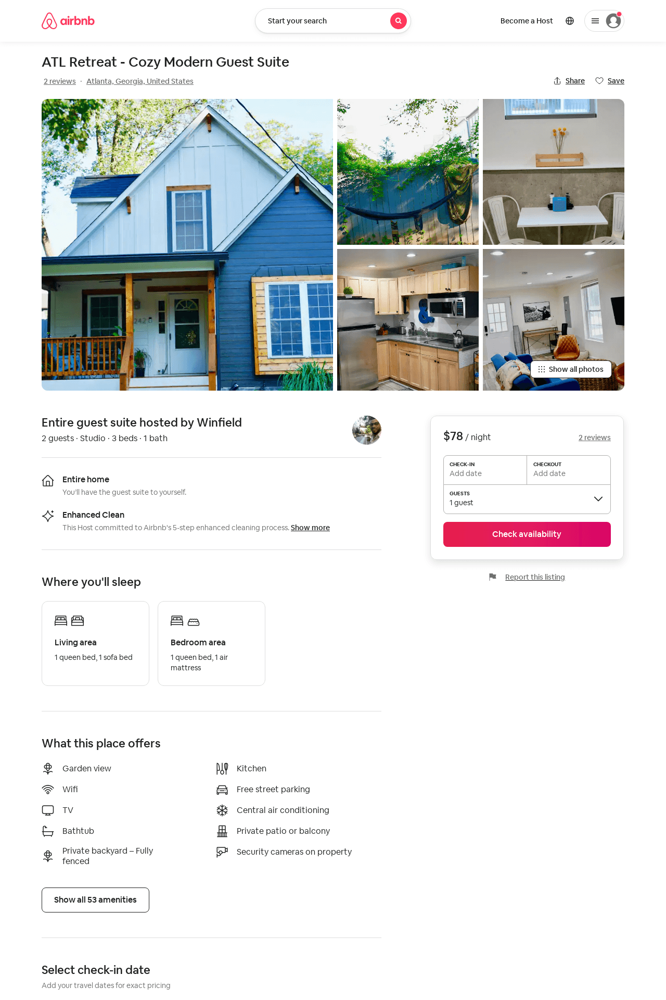 airbnb
Start your search
Become a Host
ATL Retreat - Cozy Modern Guest Suite
2 reviews · Atlanta, Georgia, United States
Share
Save
Show all photos
Entire guest suite hosted by Winfield
2 guests · Studio · 3 beds · 1 bath
$78 / night
2 reviews
CHECK-IN
Add date
CHECKOUT
Add date
GUESTS
1 guest
Check availability
Report this listing
Entire home
You’ll have the guest suite to yourself.
Enhanced Clean
This Host committed to Airbnb's 5-step enhanced cleaning process. Show more
Where you'll sleep
Living area
1 queen bed, 1 sofa bed
Bedroom area
1 queen bed, 1 air
mattress
What this place offers
Garden view
Kitchen
Wifi
Free street parking
TV
Central air conditioning
Bathtub
Private patio or balcony
Private backyard – Fully
fenced
Security cameras on property
Show all 53 amenities
Select check-in date
Add your travel dates for exact pricing